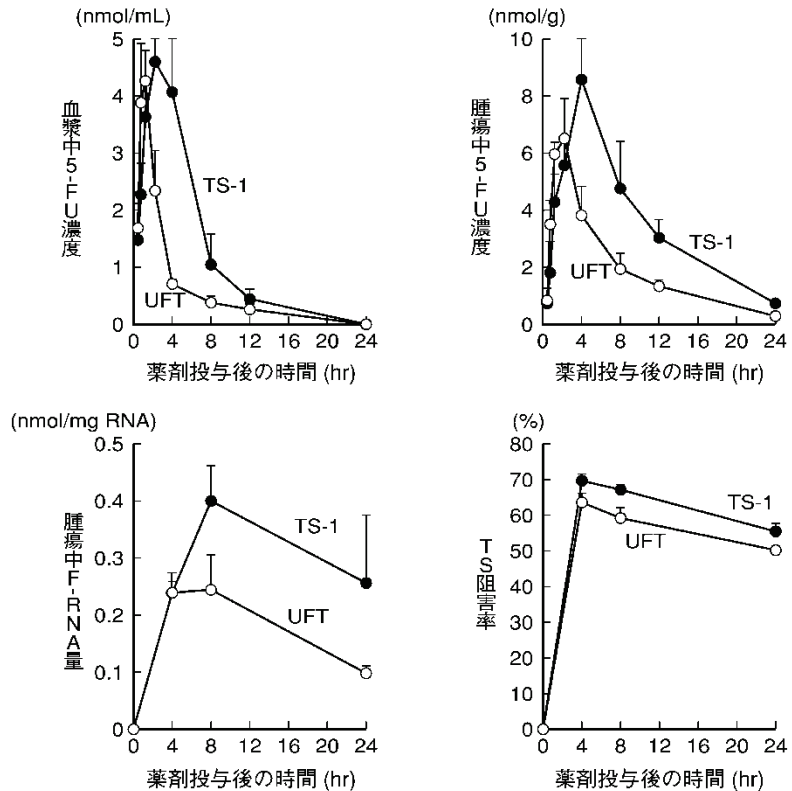 (nmol/mL)
血漿中5-FU濃度
5
4
3
2
1
0
TS-1
UFT
0 4 8 12 16 20 24
薬剤投与後の時間 (hr)
(nmol/g)
腫瘍中5-FU濃度
10
8
6
4
2
0
TS-1
UFT
0 4 8 12 16 20 24
薬剤投与後の時間 (hr)
(nmol/mg RNA)
腫瘍中F-RNA量
0.5
0.4
0.3
0.2
0.1
0
TS-1
UFT
0 4 8 12 16 20 24
薬剤投与後の時間 (hr)
(%)
TS阻害率
80
70
60
50
40
30
20
10
0
TS-1
UFT
0 4 8 12 16 20 24
薬剤投与後の時間 (hr)